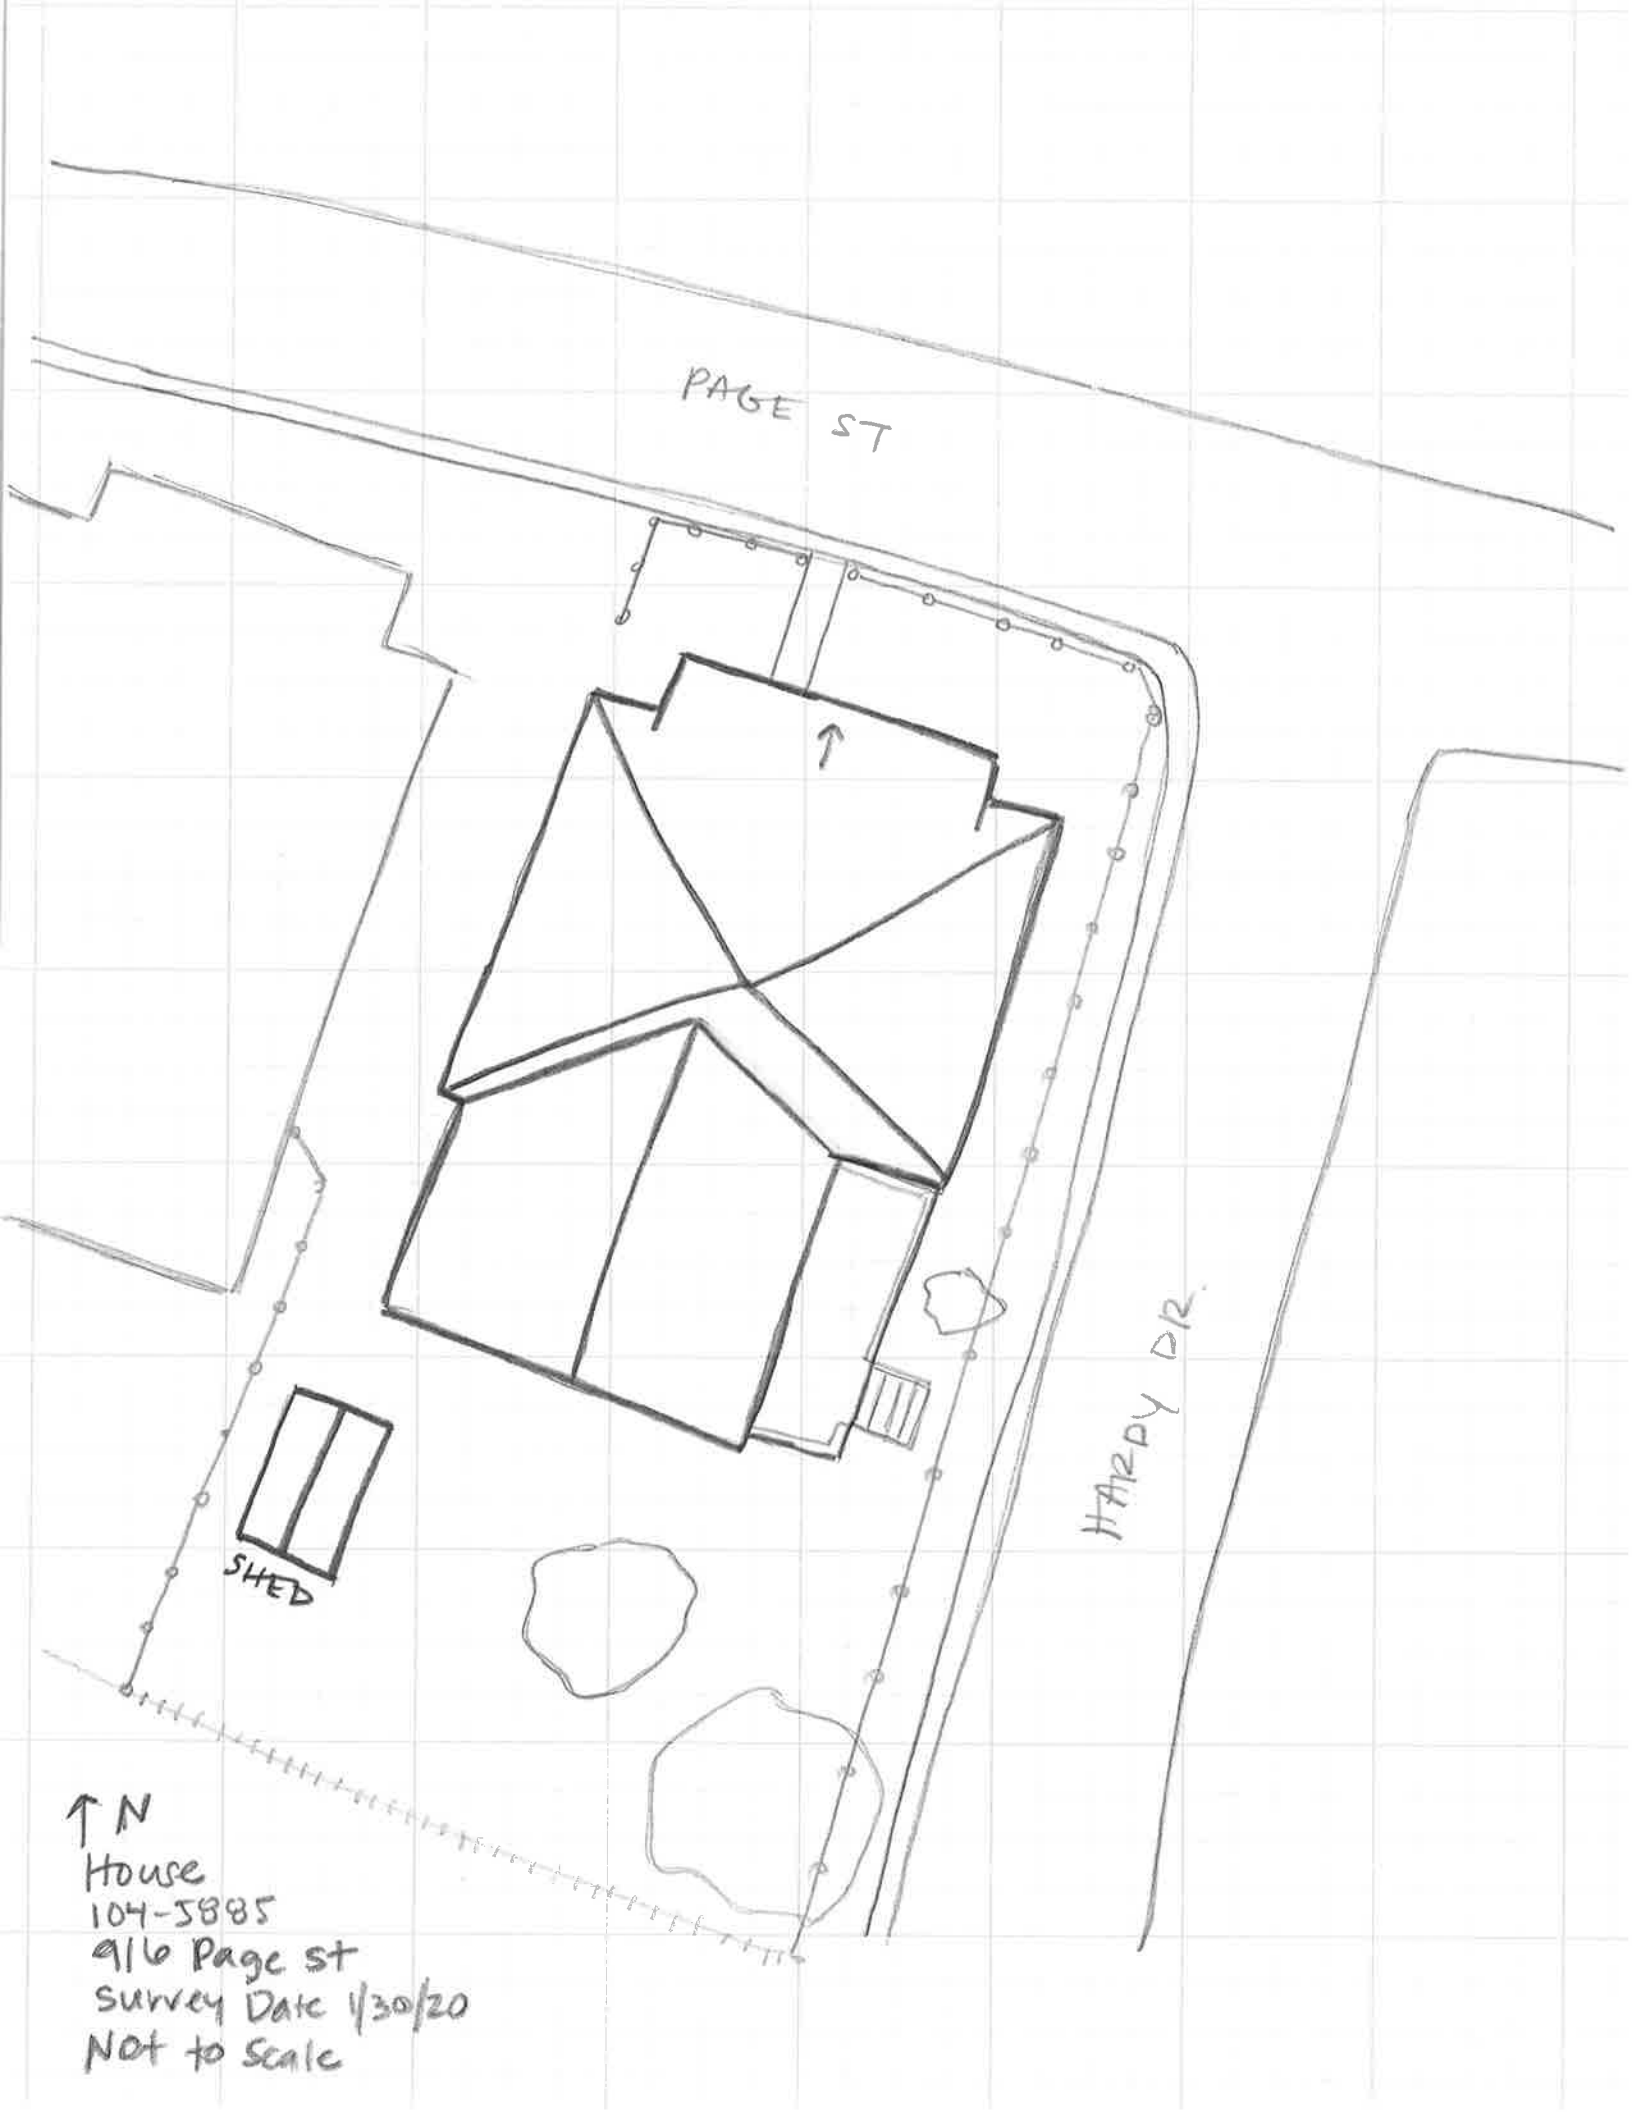 PAGE ST
HARDY DR.
SHED
↑ N
House
104-5885
916 Page st
Survey Date 1/30/20
Not to Scale